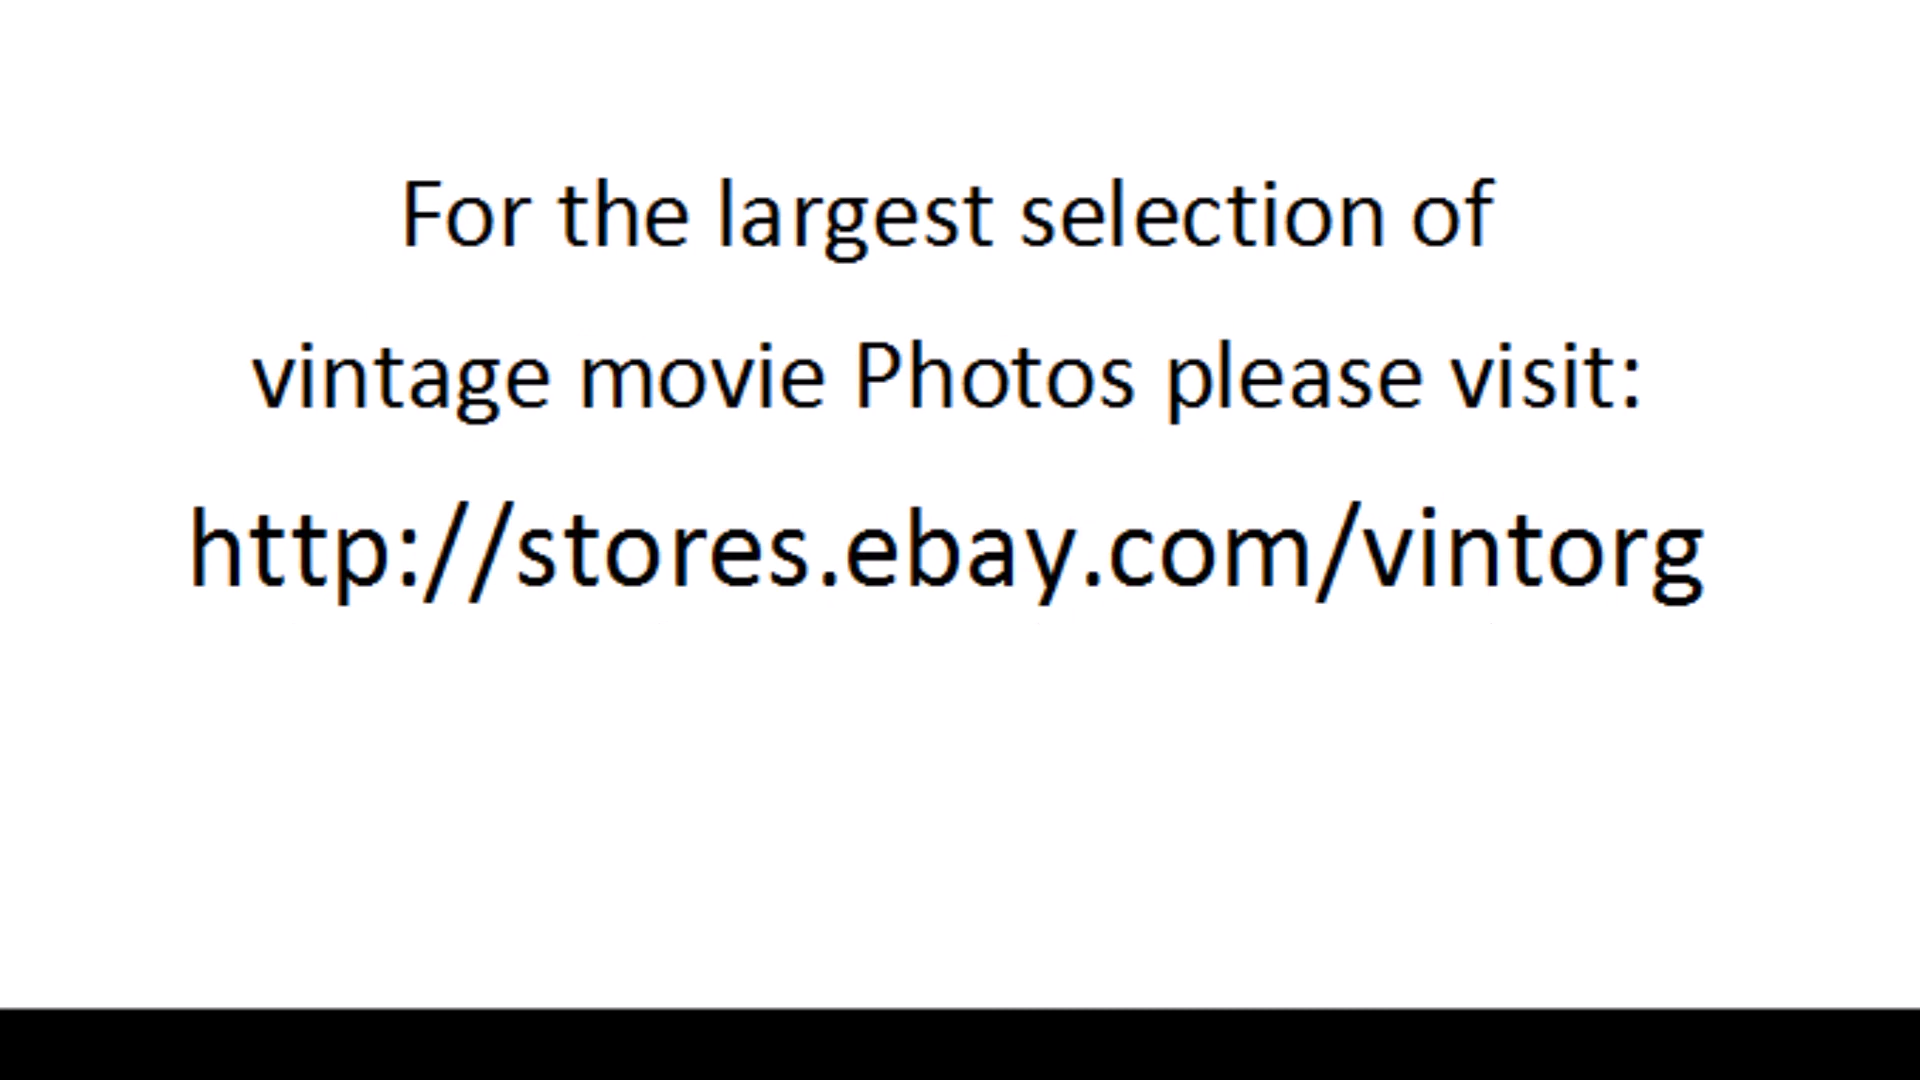 For the largest selection of
vintage movie Photos please visit:
http://stores.ebay.com/vintorg